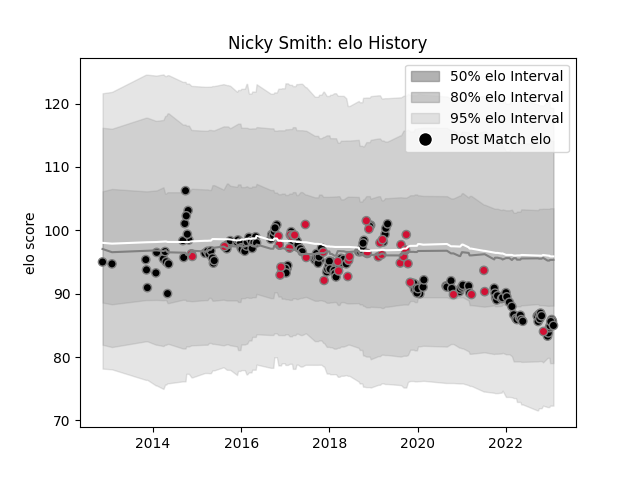 Nicky Smith: elo History
50% elo Interval
80% elo Interval
95% elo Interval
Post Match elo
elo score
120
110
100
90
80
70
2014
2016
2018
2020
2022